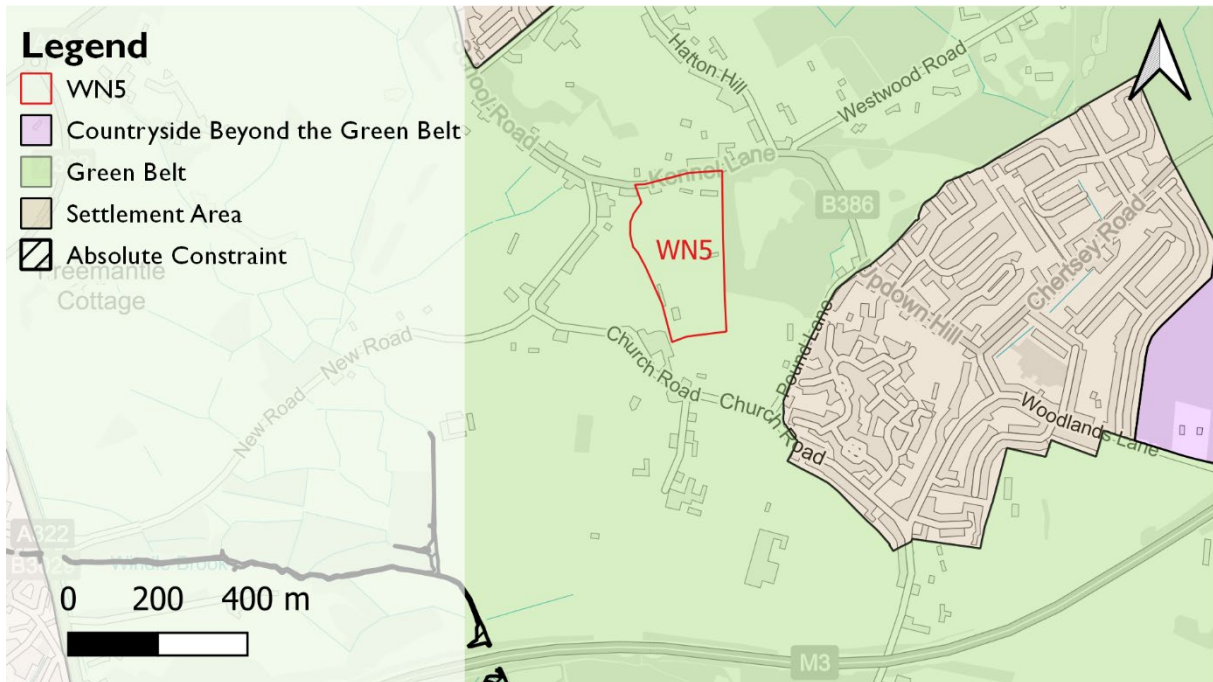 Legend
WN5
Countryside Beyond the Green Belt
Green Belt
Settlement Area
Absolute Constraint
0 200 400 m
School Road
Hatton Hill
Westwood Road
Kennel Lane
B386
WN5
Updown Hill
Chertsey Road
Pound Lane
Church Road
Church Road
Woodlands Lane
Freemantle
Cottage
New Road
New Road
A322
Windle Brook
M3